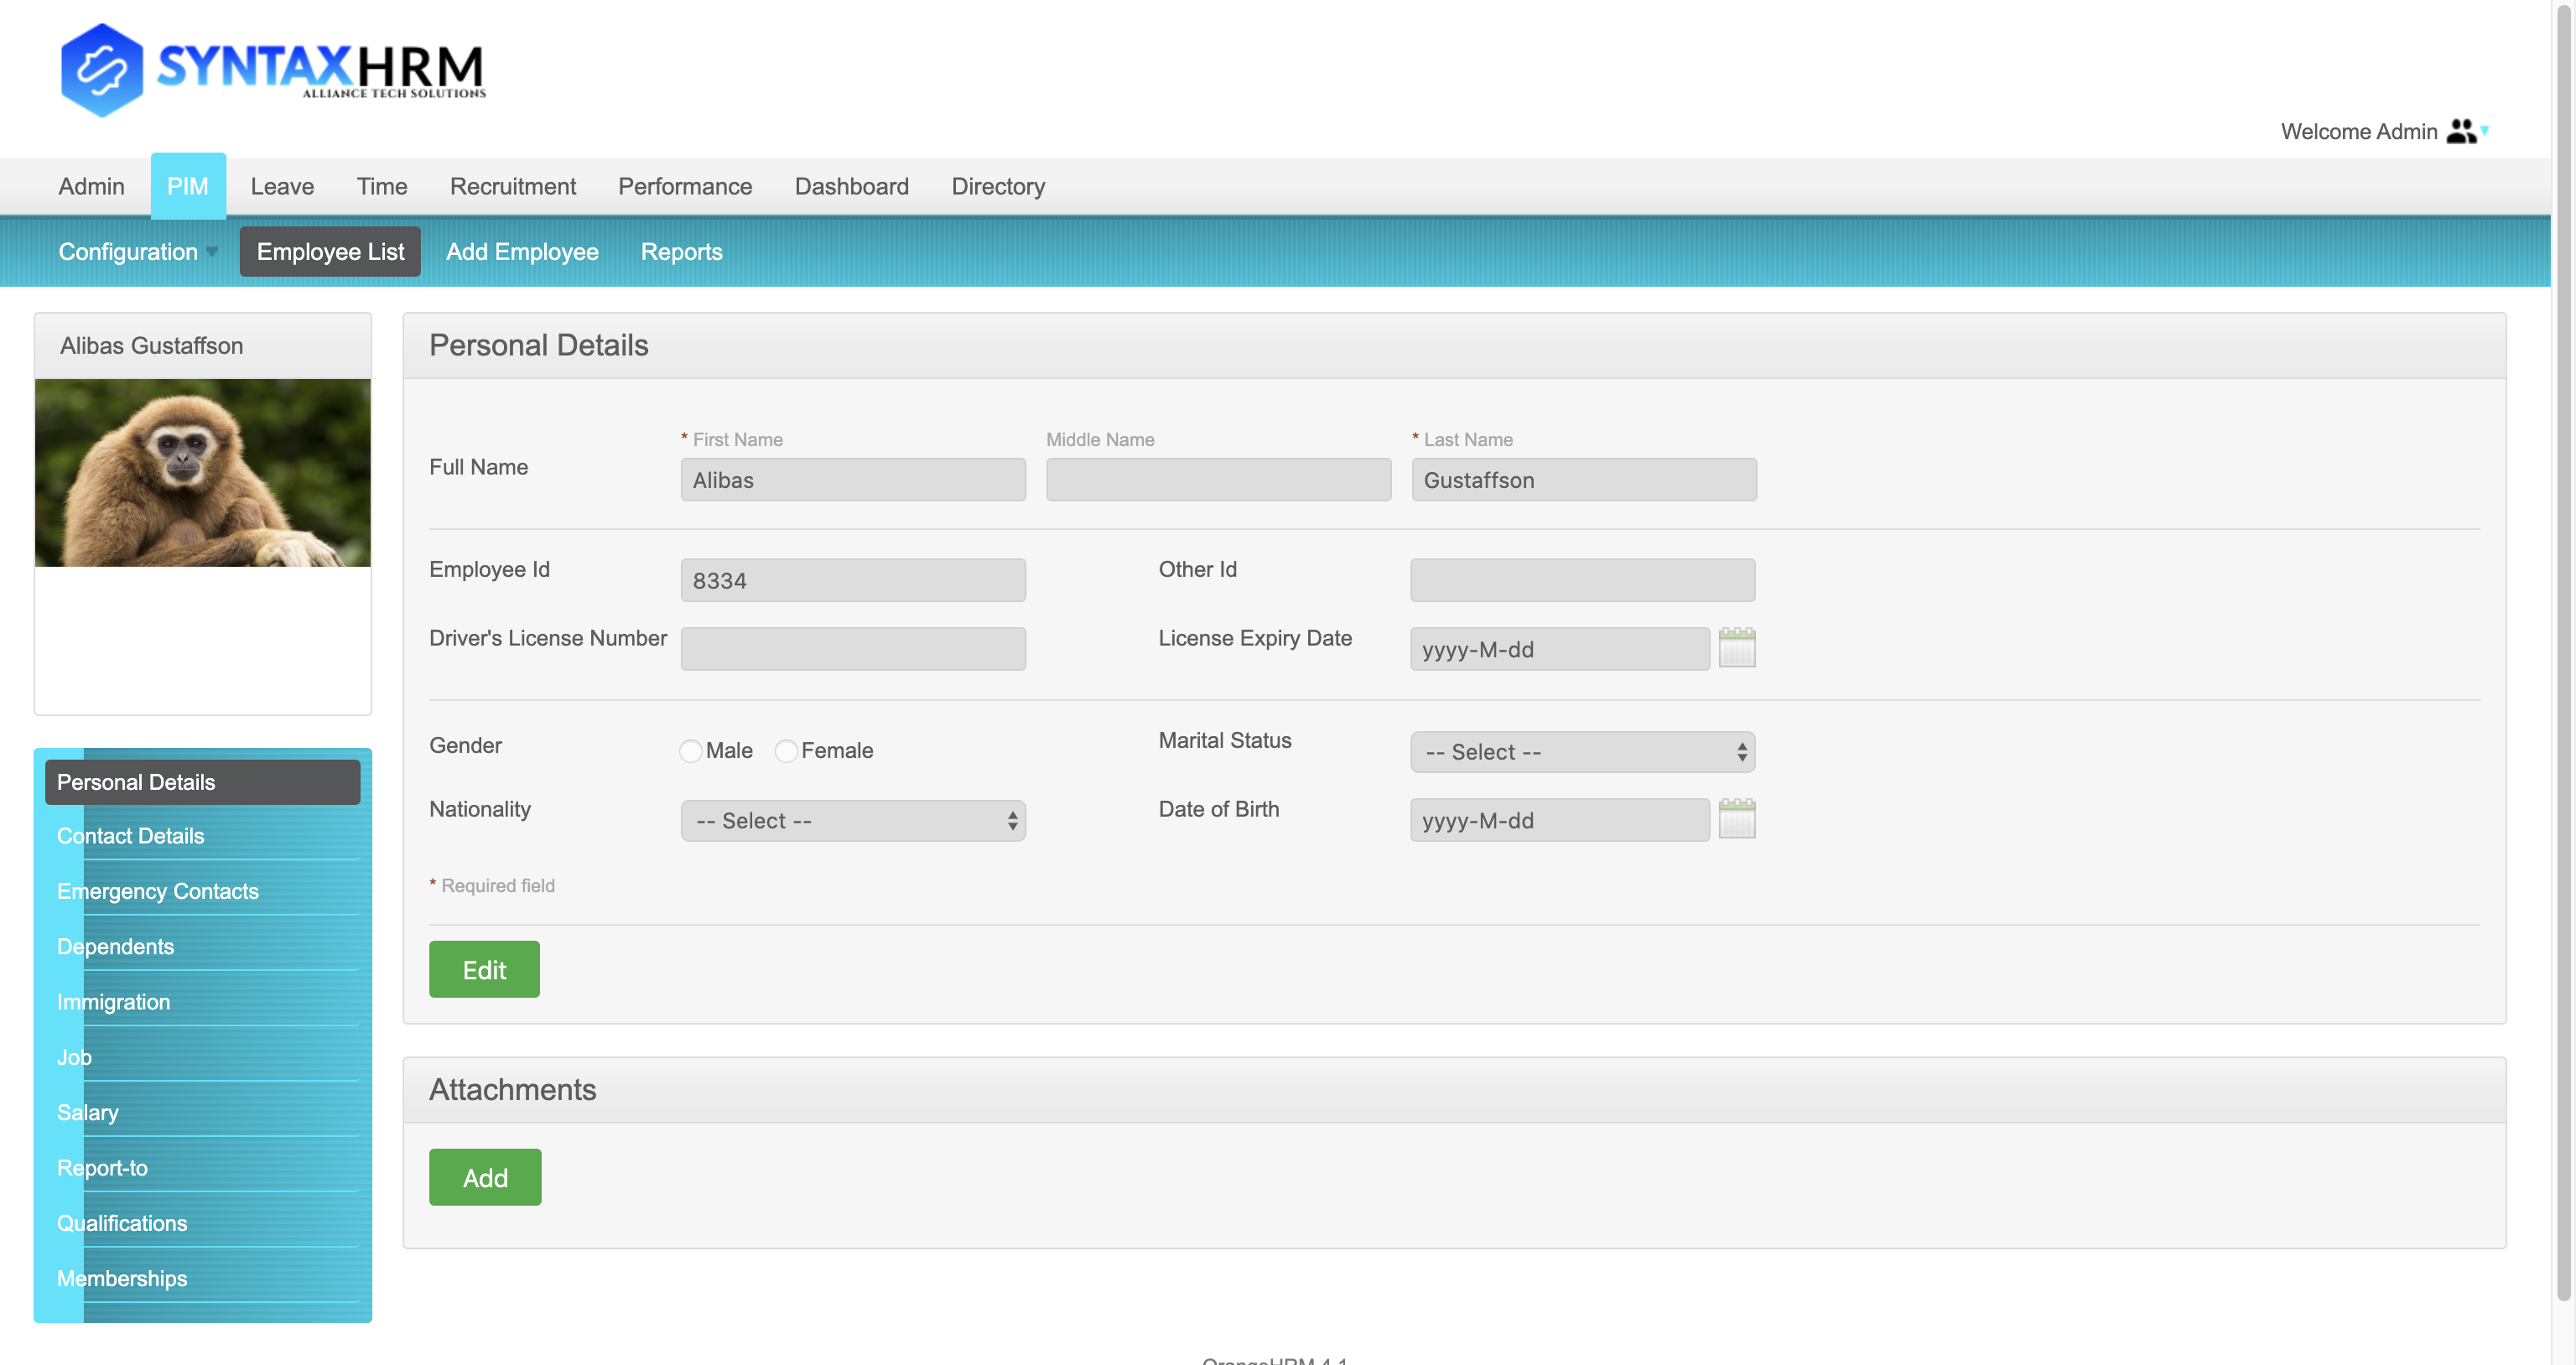 SYNTAXHRM
ALLIANCE TECH SOLUTIONS
Welcome Admin
Admin PIM Leave Time Recruitment Performance Dashboard Directory
Configuration Employee List Add Employee Reports
Alibas Gustaffson
Personal Details
Contact Details
Emergency Contacts
Dependents
Immigration
Job
Salary
Report-to
Qualifications
Memberships
Personal Details
* First Name Middle Name * Last Name
Full Name Alibas Gustaffson
Employee Id 8334 Other Id
Driver's License Number License Expiry Date yyyy-M-dd
Gender Male Female Marital Status -- Select --
Nationality -- Select -- Date of Birth yyyy-M-dd
* Required field
Edit
Attachments
Add
OrangeHRM 4.1